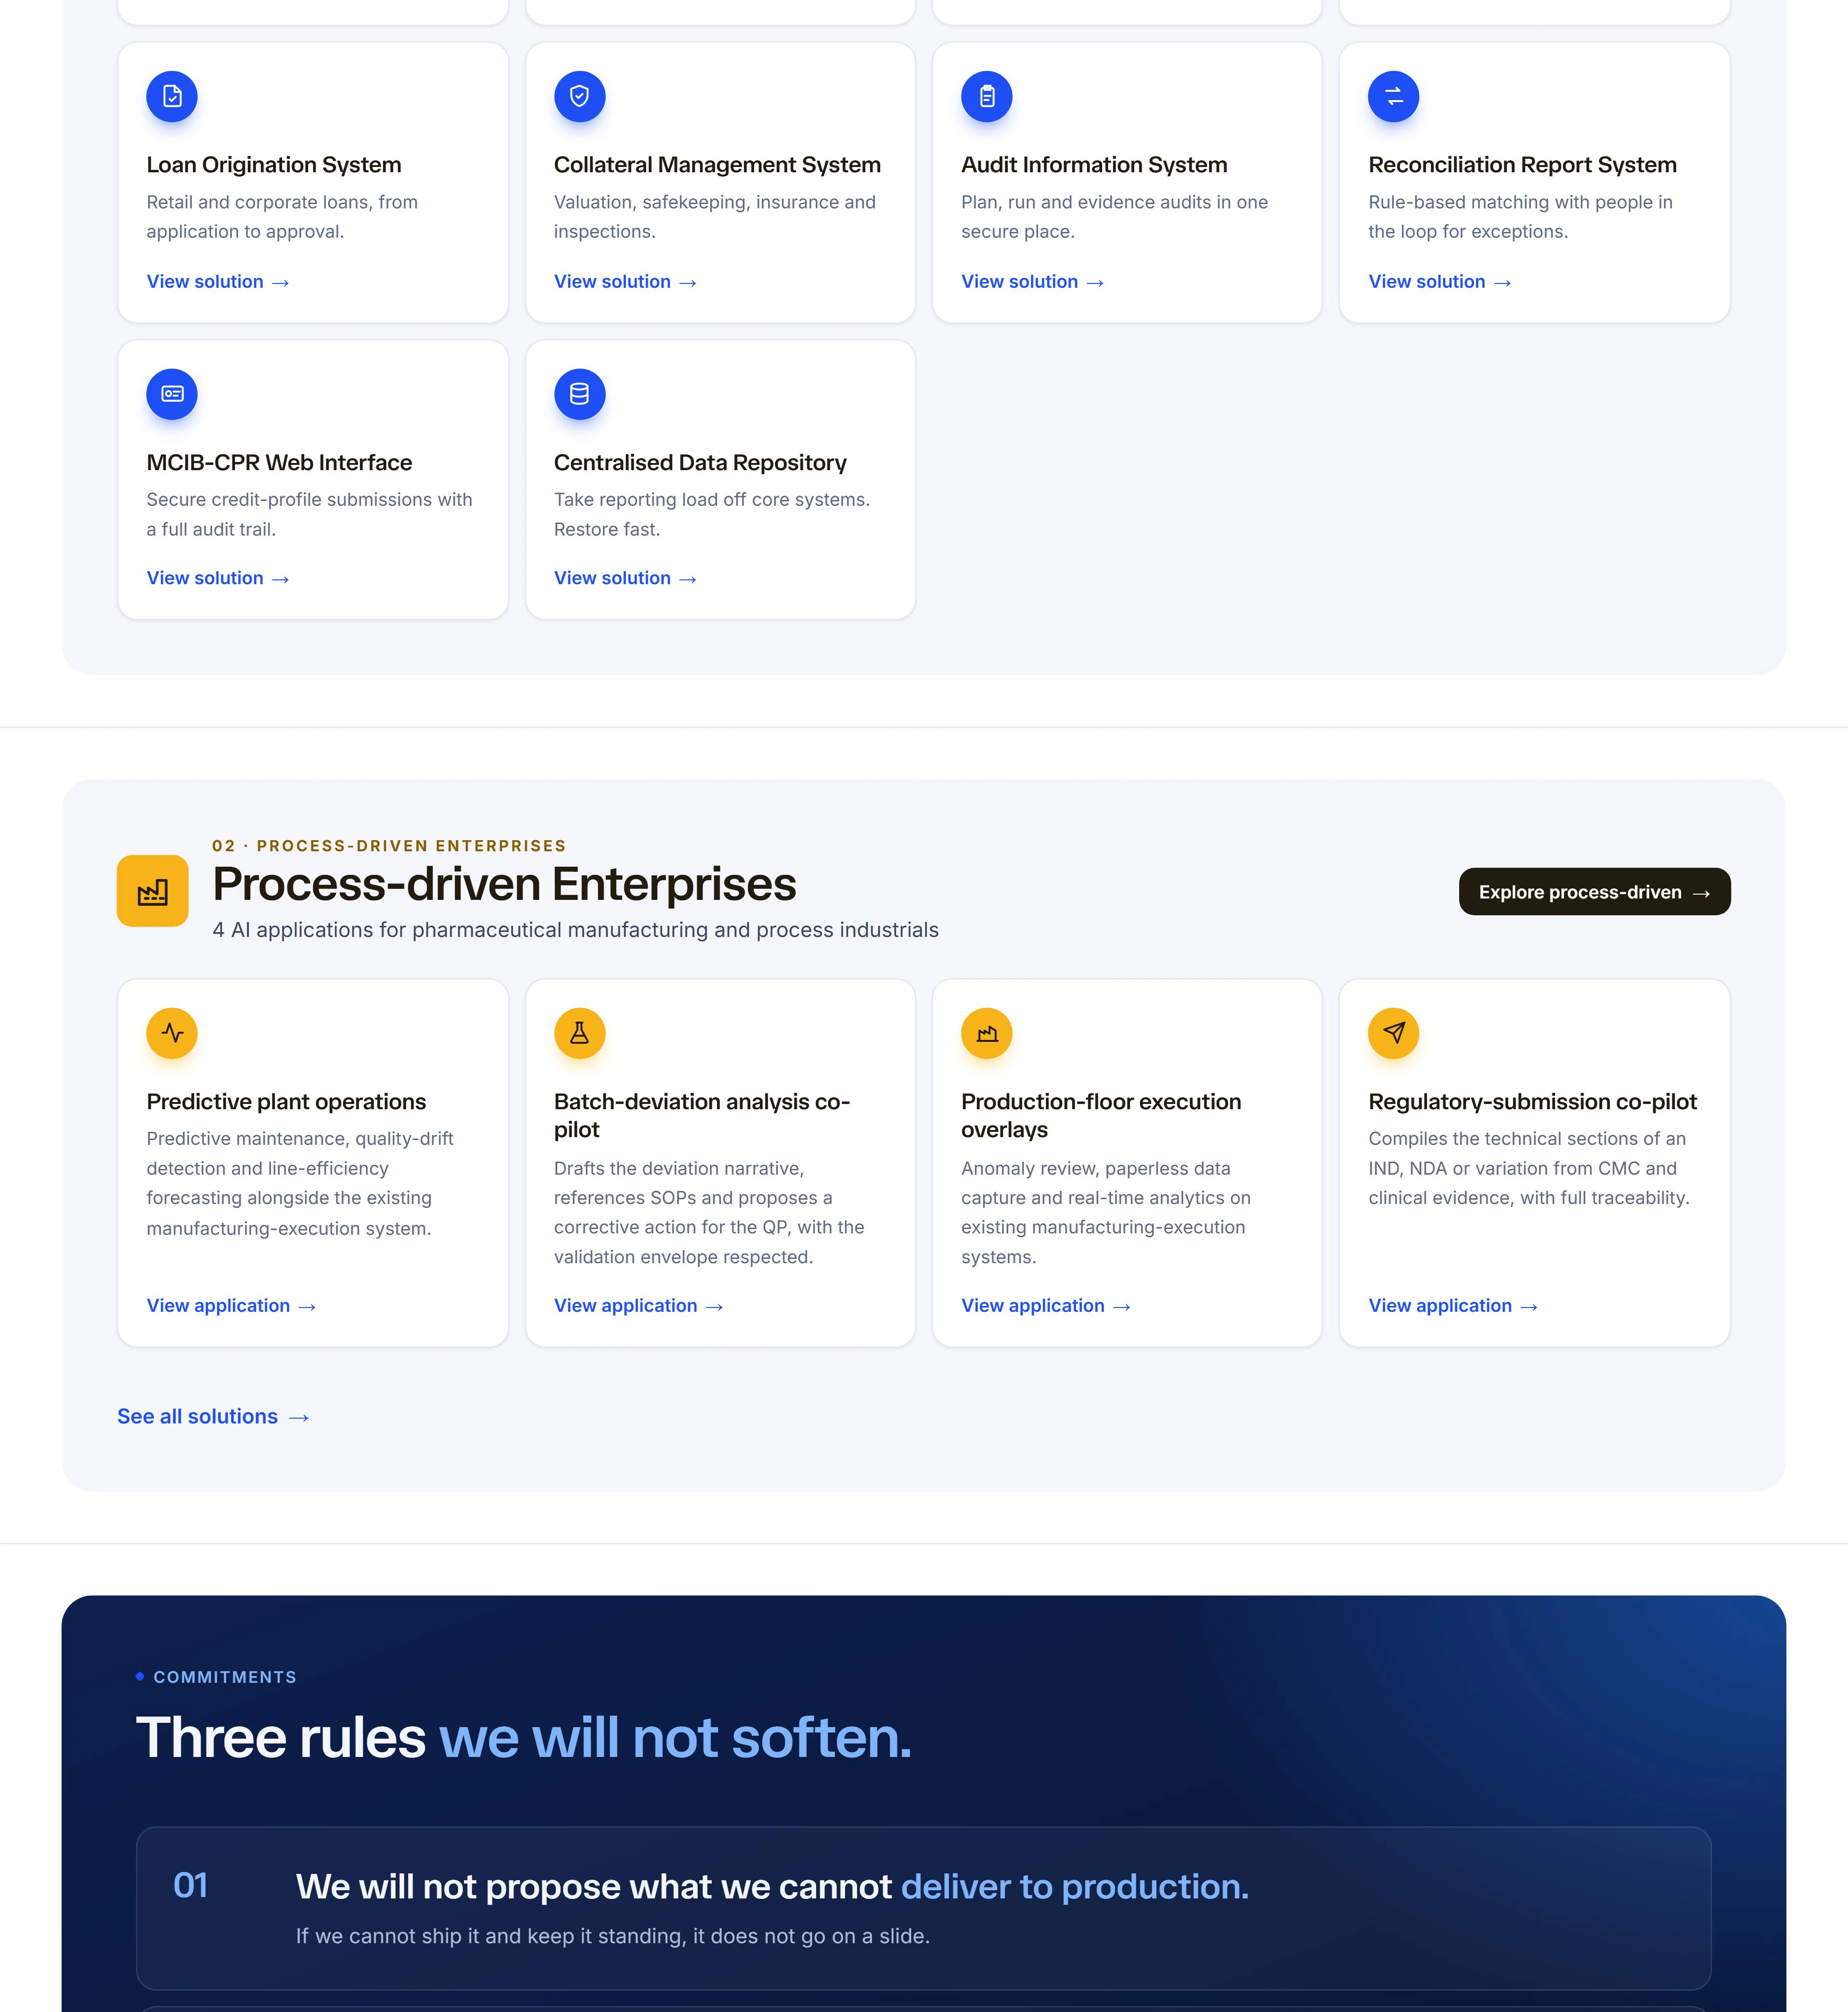 Loan Origination System
Retail and corporate loans, from
application to approval.
View solution →
Collateral Management System
Valuation, safekeeping, insurance and
inspections.
View solution →
Audit Information System
Plan, run and evidence audits in one
secure place.
View solution →
Reconciliation Report System
Rule-based matching with people in
the loop for exceptions.
View solution →
MCIB-CPR Web Interface
Secure credit-profile submissions with
a full audit trail.
View solution →
Centralised Data Repository
Take reporting load off core systems.
Restore fast.
View solution →
02 · PROCESS-DRIVEN ENTERPRISES
Process-driven Enterprises
4 AI applications for pharmaceutical manufacturing and process industrials
Explore process-driven →
Predictive plant operations
Predictive maintenance, quality-drift
detection and line-efficiency
forecasting alongside the existing
manufacturing-execution system.
View application →
Batch-deviation analysis co-
pilot
Drafts the deviation narrative,
references SOPs and proposes a
corrective action for the QP, with the
validation envelope respected.
View application →
Production-floor execution
overlays
Anomaly review, paperless data
capture and real-time analytics on
existing manufacturing-execution
systems.
View application →
Regulatory-submission co-pilot
Compiles the technical sections of an
IND, NDA or variation from CMC and
clinical evidence, with full traceability.
View application →
See all solutions →
COMMITMENTS
Three rules we will not soften.
01
We will not propose what we cannot deliver to production.
If we cannot ship it and keep it standing, it does not go on a slide.